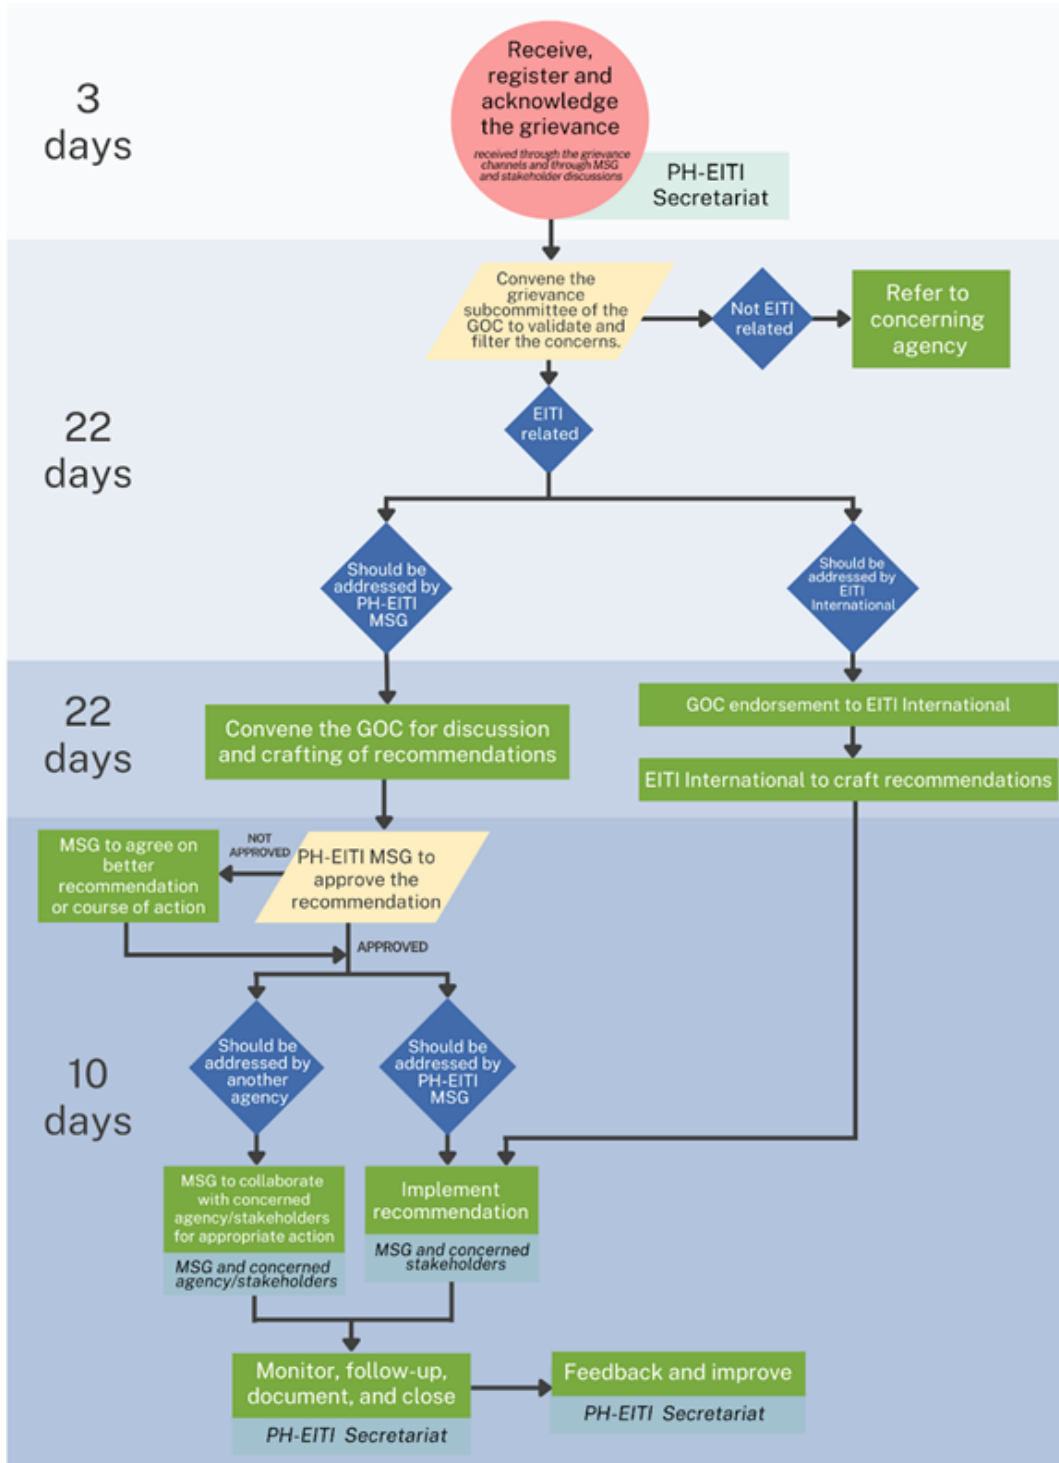 3
days
Receive,
register and
acknowledge
the grievance
received through the grievance
channels and through MSG
and stakeholder discussions
PH-EITI
Secretariat
22
days
Convene the
grievance
subcommittee of the
GOC to validate and
filter the concerns.
Not EITI
related
Refer to
concerning
agency
EITI
related
Should be
addressed by
PH-EITI
MSG
Should be
addressed by
EITI
International
22
days
Convene the GOC for discussion
and crafting of recommendations
GOC endorsement to EITI International
EITI International to craft recommendations
10
days
MSG to agree on
better
recommendation
or course of action
NOT
APPROVED
PH-EITI MSG to
approve the
recommendation
APPROVED
Should be
addressed by
another
agency
Should be
addressed by
PH-EITI
MSG
MSG to collaborate
with concerned
agency/stakeholders
for appropriate action
MSG and concerned
agency/stakeholders
Implement
recommendation
MSG and concerned
stakeholders
Monitor, follow-up,
document, and close
PH-EITI Secretariat
Feedback and improve
PH-EITI Secretariat